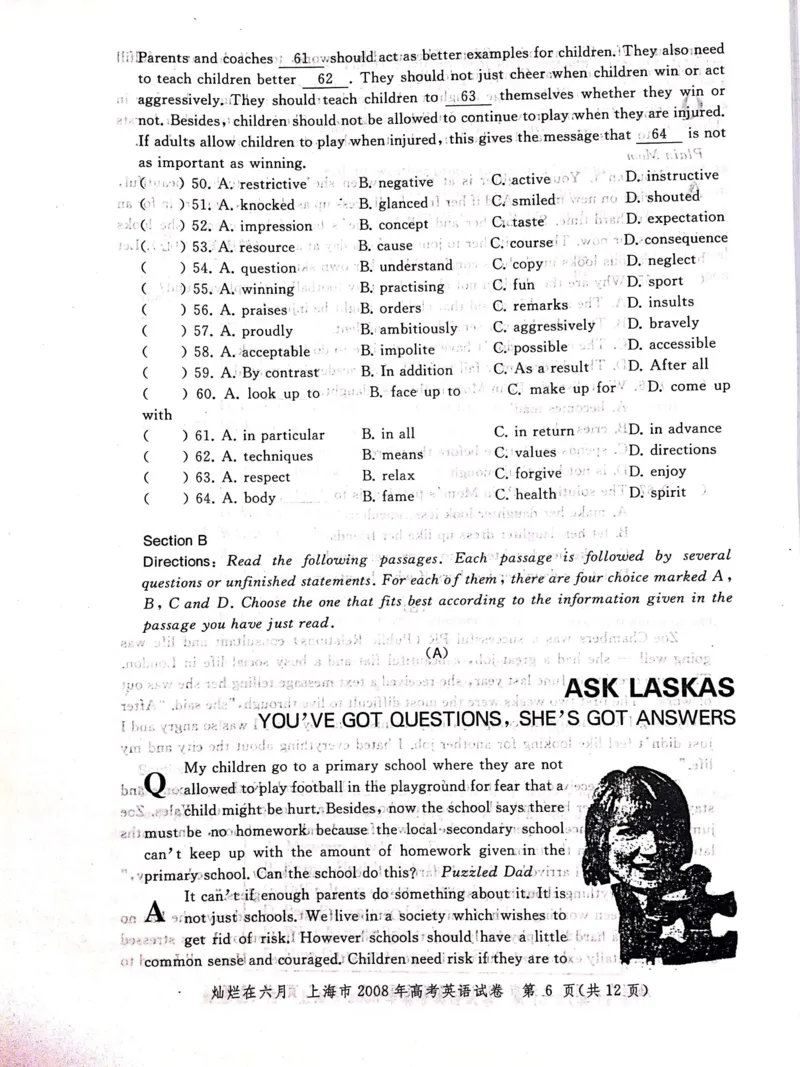 Parents and coaches 61 should act as better examples for children. They also need
to teach children better 62 . They should not just cheer when children win or act
aggressively. They should teach children to 63 themselves whether they win or
not. Besides, children should not be allowed to continue to play when they are injured.
If adults allow children to play when injured, this gives the message that 64 is not
as important as winning.
( ) 50. A. restrictive B. negative C. active D. instructive
( ) 51. A. knocked B. glanced C. smiled D. shouted
( ) 52. A. impression B. concept C. taste D. expectation
( ) 53. A. resource B. cause C. course D. consequence
( ) 54. A. question B. understand C. copy D. neglect
( ) 55. A. winning B. practising C. fun D. sport
( ) 56. A. praises B. orders C. remarks D. insults
( ) 57. A. proudly B. ambitiously C. aggressively D. bravely
( ) 58. A. acceptable B. impolite C. possible D. accessible
( ) 59. A. By contrast B. In addition C. As a result D. After all
( ) 60. A. look up to B. face up to C. make up for D. come up
with
( ) 61. A. in particular B. in all C. in return D. in advance
( ) 62. A. techniques B. means C. values D. directions
( ) 63. A. respect B. relax C. forgive D. enjoy
( ) 64. A. body B. fame C. health D. spirit
Section B
Directions: Read the following passages. Each passage is followed by several
questions or unfinished statements. For each of them, there are four choice marked A,
B, C and D. Choose the one that fits best according to the information given in the
passage you have just read.
(A)
ASK LASKAS
YOU'VE GOT QUESTIONS, SHE'S GOT ANSWERS
My children go to a primary school where they are not
Q allowed to play football in the playground for fear that a
child might be hurt. Besides, now the school says there
must be no homework because the local secondary school
can't keep up with the amount of homework given in the
primary school. Can the school do this? Puzzled Dad
It can't if enough parents do something about it. It is
A not just schools. We live in a society which wishes to
get rid of risk. However schools should have a little
common sense and couraged. Children need risk if they are to
灿烂在六月 上海市 2008 年高考英语试卷 第 6 页(共 12 页)